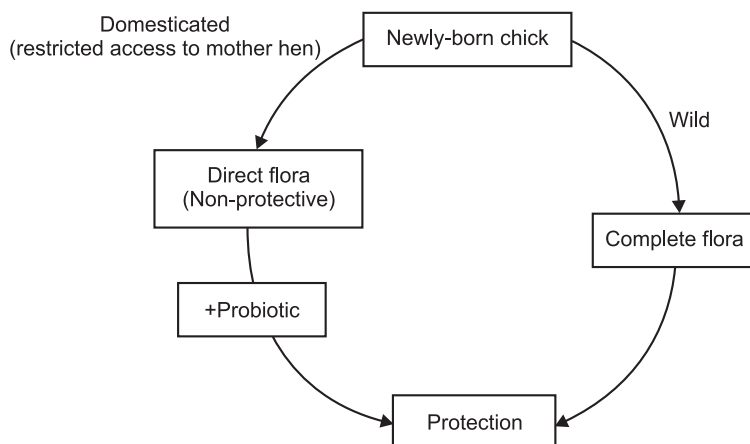 Domesticated
(restricted access to mother hen)
Newly-born chick
Wild
Direct flora
(Non-protective)
Complete flora
+Probiotic
Protection